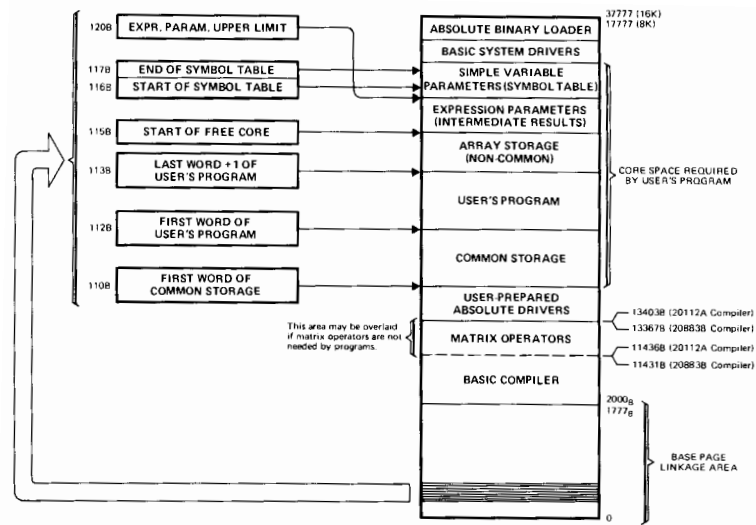 37777 (16K)
17777 (8K)
120B
EXPR. PARAM. UPPER LIMIT
ABSOLUTE BINARY LOADER
BASIC SYSTEM DRIVERS
117B
END OF SYMBOL TABLE
116B
START OF SYMBOL TABLE
SIMPLE VARIABLE
PARAMETERS (SYMBOL TABLE)
EXPRESSION PARAMETERS
(INTERMEDIATE RESULTS)
115B
START OF FREE CORE
ARRAY STORAGE
(NON-COMMON)
113B
LAST WORD +1 OF
USER'S PROGRAM
CORE SPACE REQUIRED
BY USER'S PROGRAM
USER'S PROGRAM
112B
FIRST WORD OF
USER'S PROGRAM
COMMON STORAGE
110B
FIRST WORD OF
COMMON STORAGE
USER-PREPARED
ABSOLUTE DRIVERS
13403B (20112A Compiler)
13367B (20883B Compiler)
This area may be overlaid
if matrix operators are not
needed by programs.
MATRIX OPERATORS
11436B (20112A Compiler)
11431B (20883B Compiler)
BASIC COMPILER
2000B
1777B
BASE PAGE
LINKAGE AREA
0